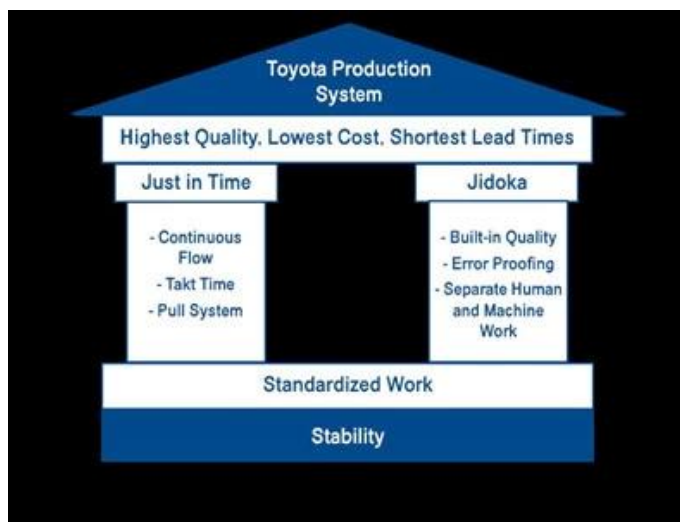 Toyota Production
System
Highest Quality, Lowest Cost, Shortest Lead Times
Just in Time
- Continuous
Flow
- Takt Time
- Pull System
Jidoka
- Built-in Quality
- Error Proofing
- Separate Human
and Machine
Work
Standardized Work
Stability